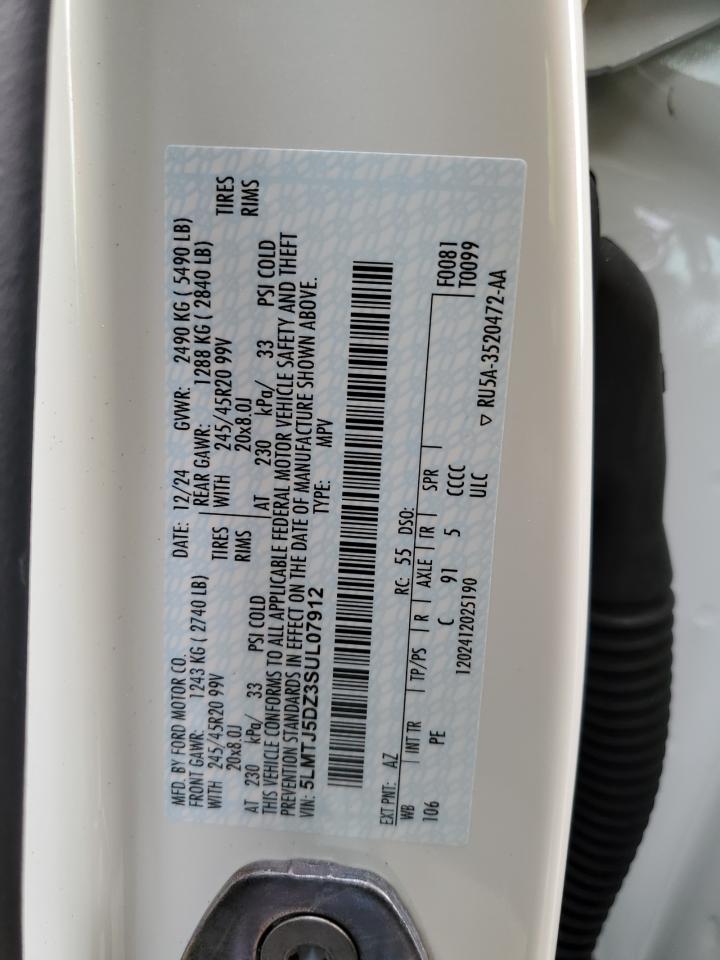 MFD. BY FORD MOTOR CO.
DATE: 12/24 GVWR: 2490 KG ( 5490 LB)
FRONT GAWR: 1243 KG ( 2740 LB) REAR GAWR: 1288 KG ( 2840 LB)
WITH 245/45R20 99V TIRES WITH 245/45R20 99V TIRES
20x8.0J RIMS 20x8.0J RIMS
AT 230 kPa/ 33 PSI COLD AT 230 kPa/ 33 PSI COLD
THIS VEHICLE CONFORMS TO ALL APPLICABLE FEDERAL MOTOR VEHICLE SAFETY AND THEFT
PREVENTION STANDARDS IN EFFECT ON THE DATE OF MANUFACTURE SHOWN ABOVE.
VIN: 5LMTJ5DZ3SUL07912 TYPE: MPV
EXT PNT: AZ RC: 55 DSO: F0081
WB INT TR TP/PS R AXLE TR SPR T0099
106 PE C 91 5 CCCC
1202412025190 ULC ▽ RU5A-3520472-AA